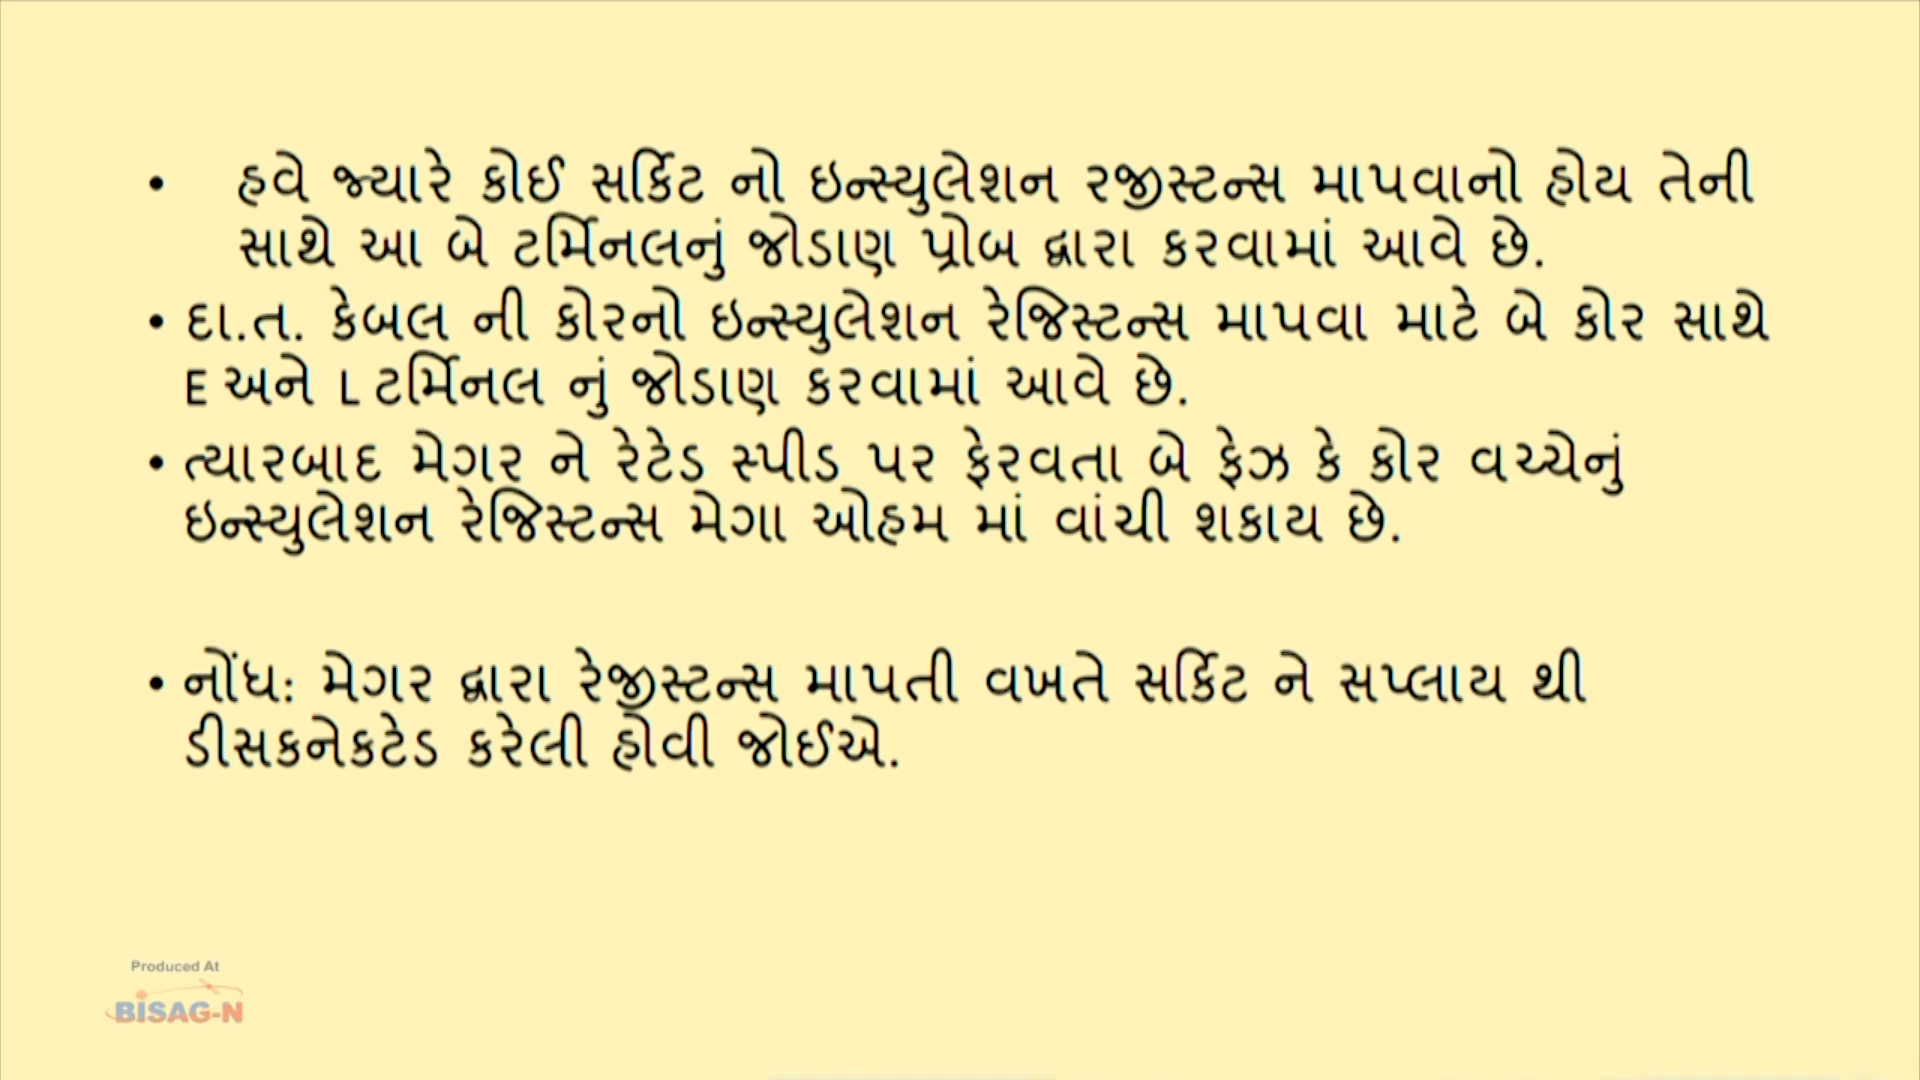 • હવે જ્યારે કોઈ સર્કિટ નો ઇન્સ્યુલેશન રજીસ્ટન્સ માપવાનો હોય તેની
સાથે આ બે ટર્મિનલનું જોડાણ પ્રોબ દ્વારા કરવામાં આવે છે.
• દા.ત. કેબલ ની કોરનો ઇન્સ્યુલેશન રેજિસ્ટન્સ માપવા માટે બે કોર સાથે
E અને L ટર્મિનલ નું જોડાણ કરવામાં આવે છે.
• ત્યારબાદ મેગર ને રેટેડ સ્પીડ પર ફેરવતા બે ફેઝ કે કોર વચ્ચેનું
ઇન્સ્યુલેશન રેજિસ્ટન્સ મેગા ઓહમ માં વાંચી શકાય છે.
• નોંધ: મેગર દ્વારા રેજીસ્ટન્સ માપતી વખતે સર્કિટ ને સપ્લાય થી
ડીસકનેકટેડ કરેલી હોવી જોઈએ.
Produced At
BISAG-N